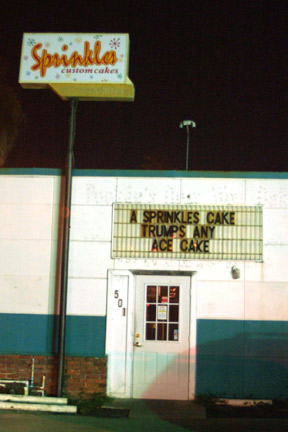 Sprinkles
custom cakes
A SPRINKLES CAKE
TRUMPS ANY
ACE CAKE
501